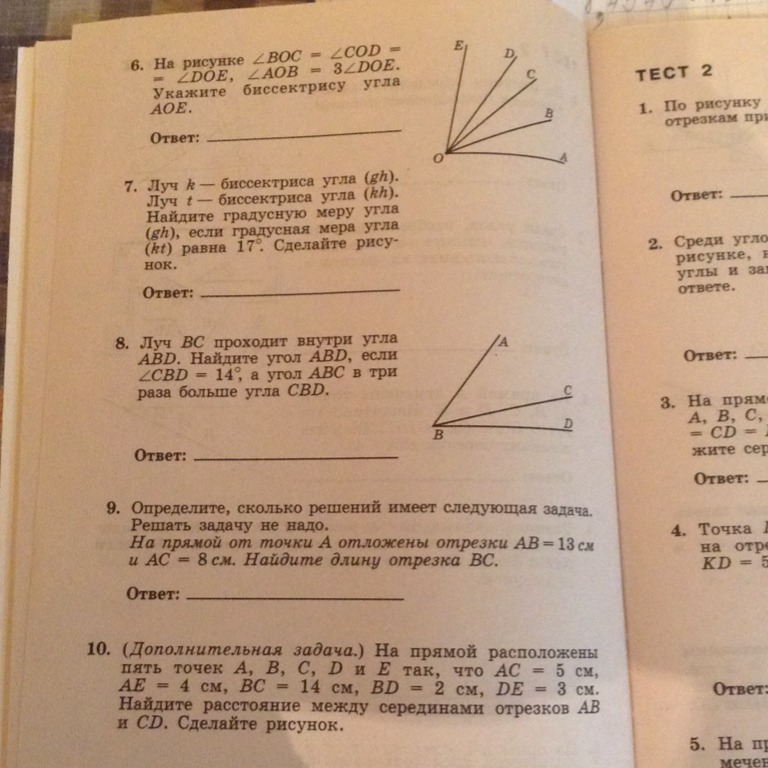 6. На рисунке ∠BOC = ∠COD =
= ∠DOE, ∠AOB = 3∠DOE.
Укажите биссектрису угла
AOE.
Ответ:
E
D
C
B
O
A
7. Луч k — биссектриса угла (gh).
Луч t — биссектриса угла (kh).
Найдите градусную меру угла
(gh), если градусная мера угла
(kt) равна 17°. Сделайте рису-
нок.
Ответ:
8. Луч BC проходит внутри угла
ABD. Найдите угол ABD, если
∠CBD = 14°, а угол ABC в три
раза больше угла CBD.
Ответ:
A
C
B
D
9. Определите, сколько решений имеет следующая задача.
Решать задачу не надо.
На прямой от точки A отложены отрезки AB = 13 см
и AC = 8 см. Найдите длину отрезка BC.
Ответ:
10. (Дополнительная задача.) На прямой расположены
пять точек A, B, C, D и E так, что AC = 5 см,
AE = 4 см, BC = 14 см, BD = 2 см, DE = 3 см.
Найдите расстояние между серединами отрезков AB
и CD. Сделайте рисунок.
ТЕСТ 2
1. По рисунку
отрезкам
Ответ:
2. Среди
рисунке,
углы и
ответе.
Ответ:
3. На
A, B, C,
= CD =
Ответ:
4. Точка
на
KD = 5
Ответ:
5. На